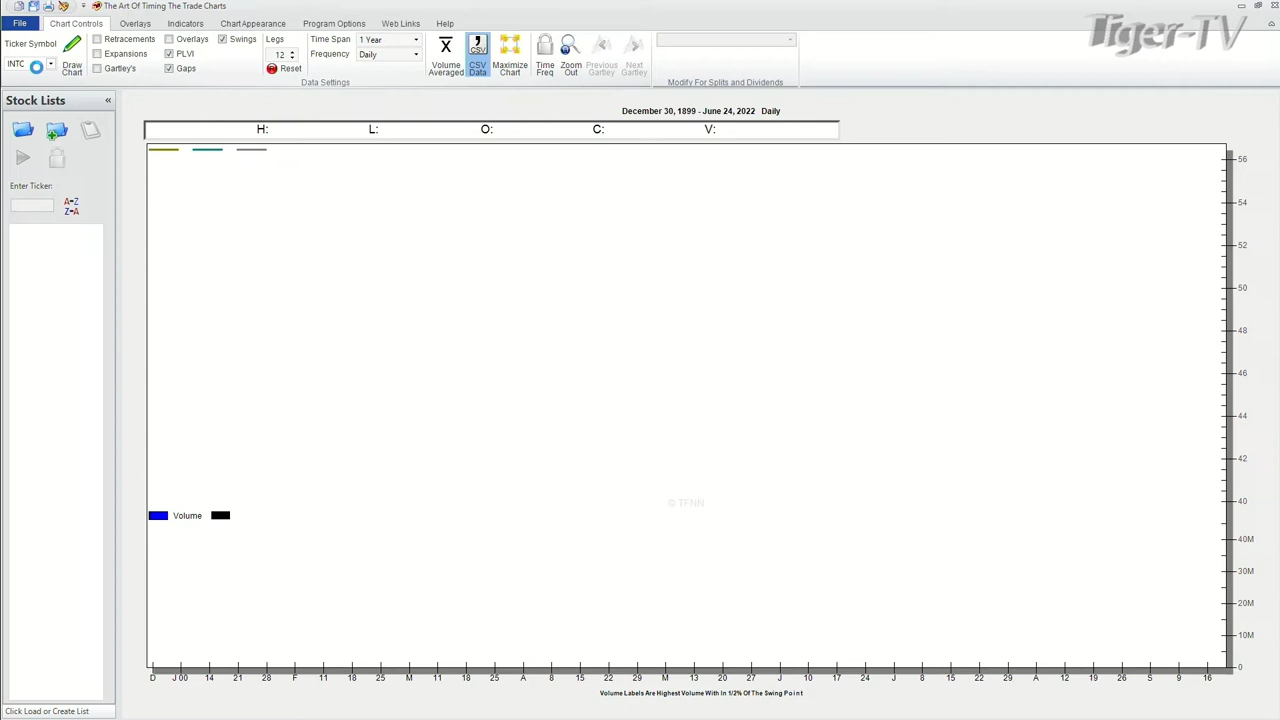 The Art Of Timing The Trade Charts
File Chart Controls Overlays Indicators Chart Appearance Program Options Web Links Help
Tiger-TV
Ticker Symbol
INTC
Draw Chart
Retracements
Expansions
Gartley's
Overlays
PLVI
Gaps
Swings
Legs
12
Reset
Time Span 1 Year
Frequency Daily
Data Settings
Volume Averaged
CSV
CSV Data
Maximize Chart
Time Freq
Zoom Out
Previous Gartley
Next Gartley
Modify For Splits and Dividends
Stock Lists «
Enter Ticker:
A-Z
Z-A
Click Load or Create List
December 30, 1899 - June 24, 2022 Daily
H: L: O: C: V:
56
54
52
50
48
46
44
42
40
© TFNN
Volume
40M
30M
20M
10M
0
D J 00 14 21 28 F 11 18 25 M 11 18 25 A 8 15 22 29 M 13 20 27 J 10 17 24 J 8 15 22 29 A 12 19 26 S 9 16
Volume Labels Are Highest Volume With In 1/2% Of The Swing Point